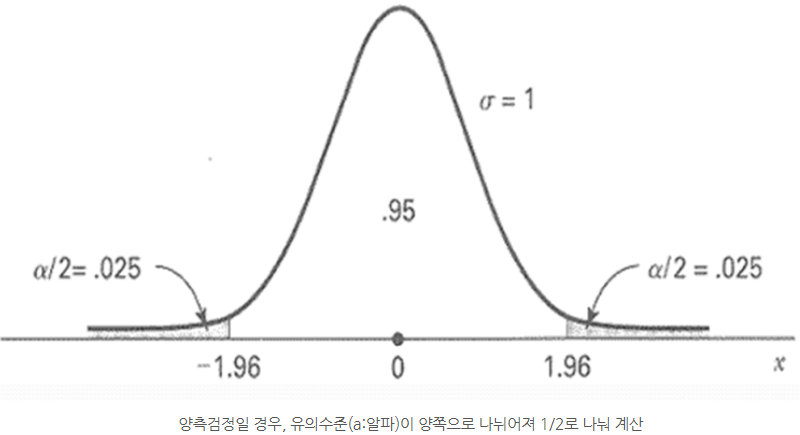 σ = 1
.95
α/2= .025
α/2 = .025
−1.96
0
1.96
x
양측검정일 경우, 유의수준(a:알파)이 양쪽으로 나뉘어져 1/2로 나눠 계산